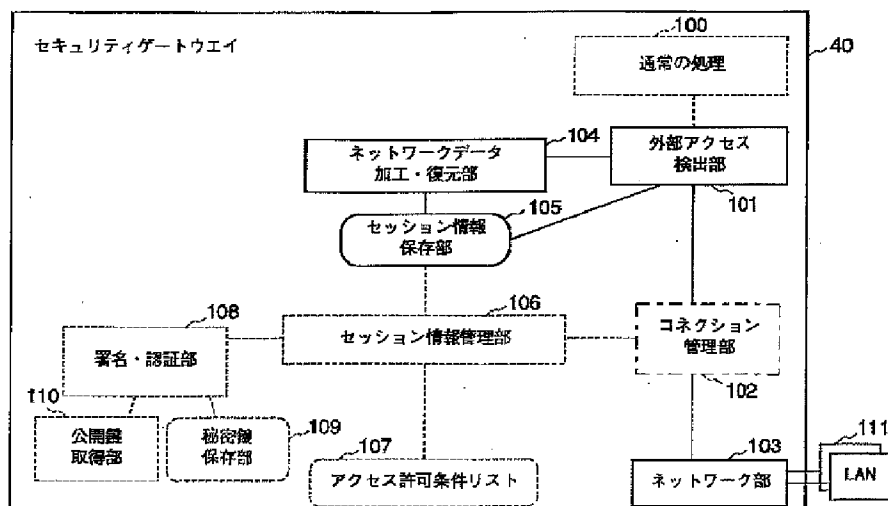 100
セキュリティゲートウエイ
通常の処理
40
104
ネットワークデータ
加工・復元部
外部アクセス
検出部
105
101
セッション情報
保存部
108
106
署名・認証部
セッション情報管理部
コネクション
管理部
102
110
公開鍵
取得部
秘密鍵
保存部
109
107
アクセス許可条件リスト
103
ネットワーク部
111
LAN